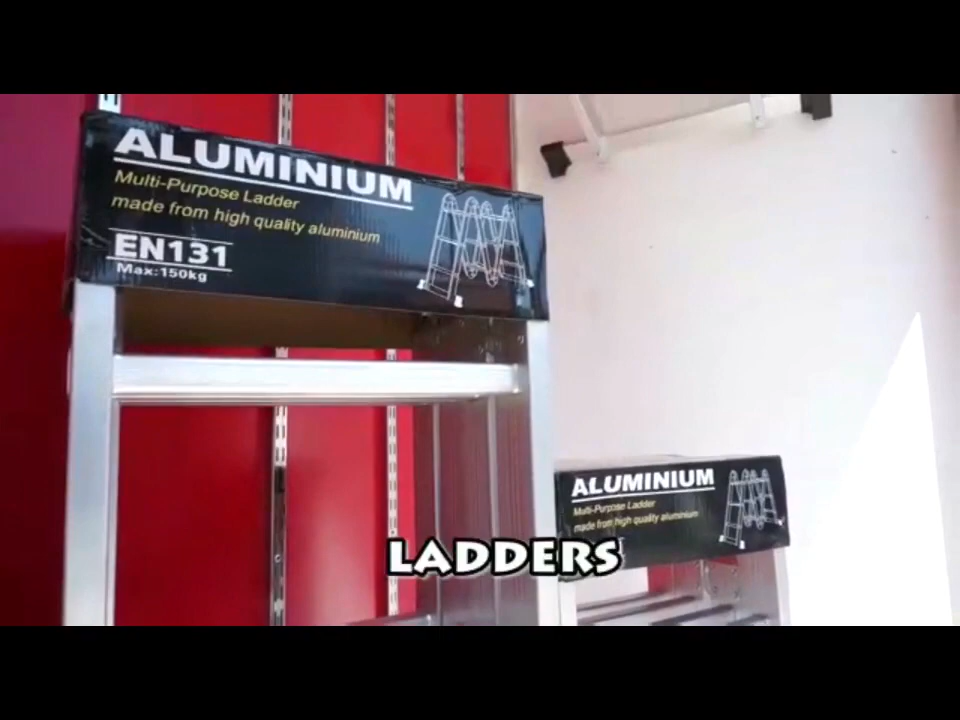 E
ALUMINIUM
Multi-Purpose Ladder
made from high quality aluminium
EN131
Max:150kg
ALUMINIUM
Multi-Purpose Ladder
made from high quality aluminium
LADDERS